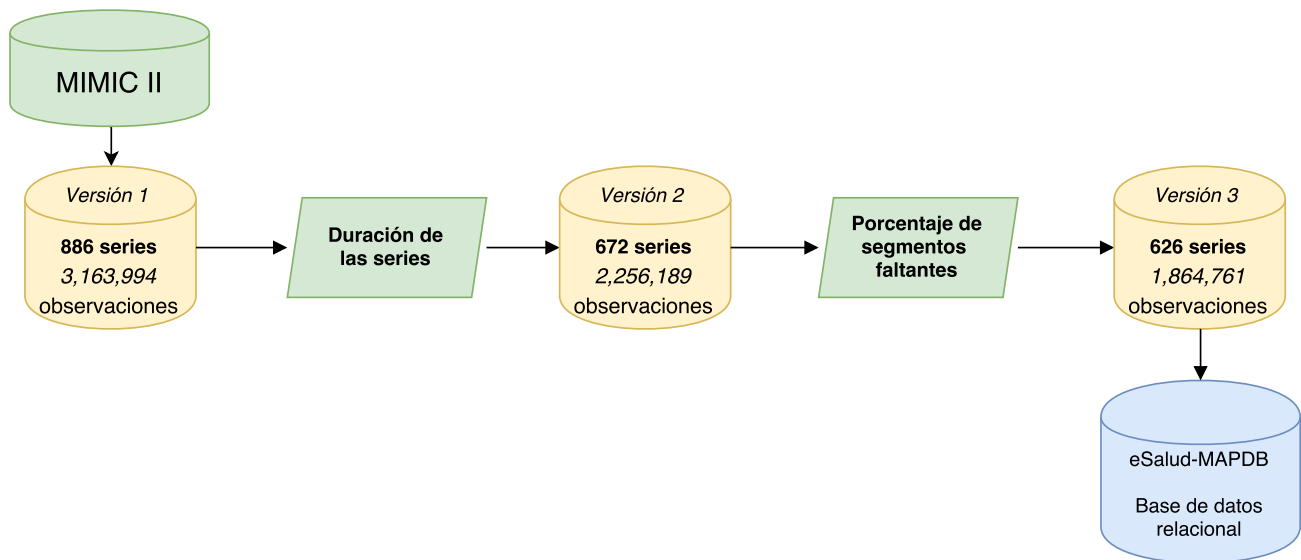 MIMIC II
Versión 1
886 series
3,163,994
observaciones
Duración de
las series
Versión 2
672 series
2,256,189
observaciones
Porcentaje de
segmentos
faltantes
Versión 3
626 series
1,864,761
observaciones
eSalud-MAPDB
Base de datos
relacional